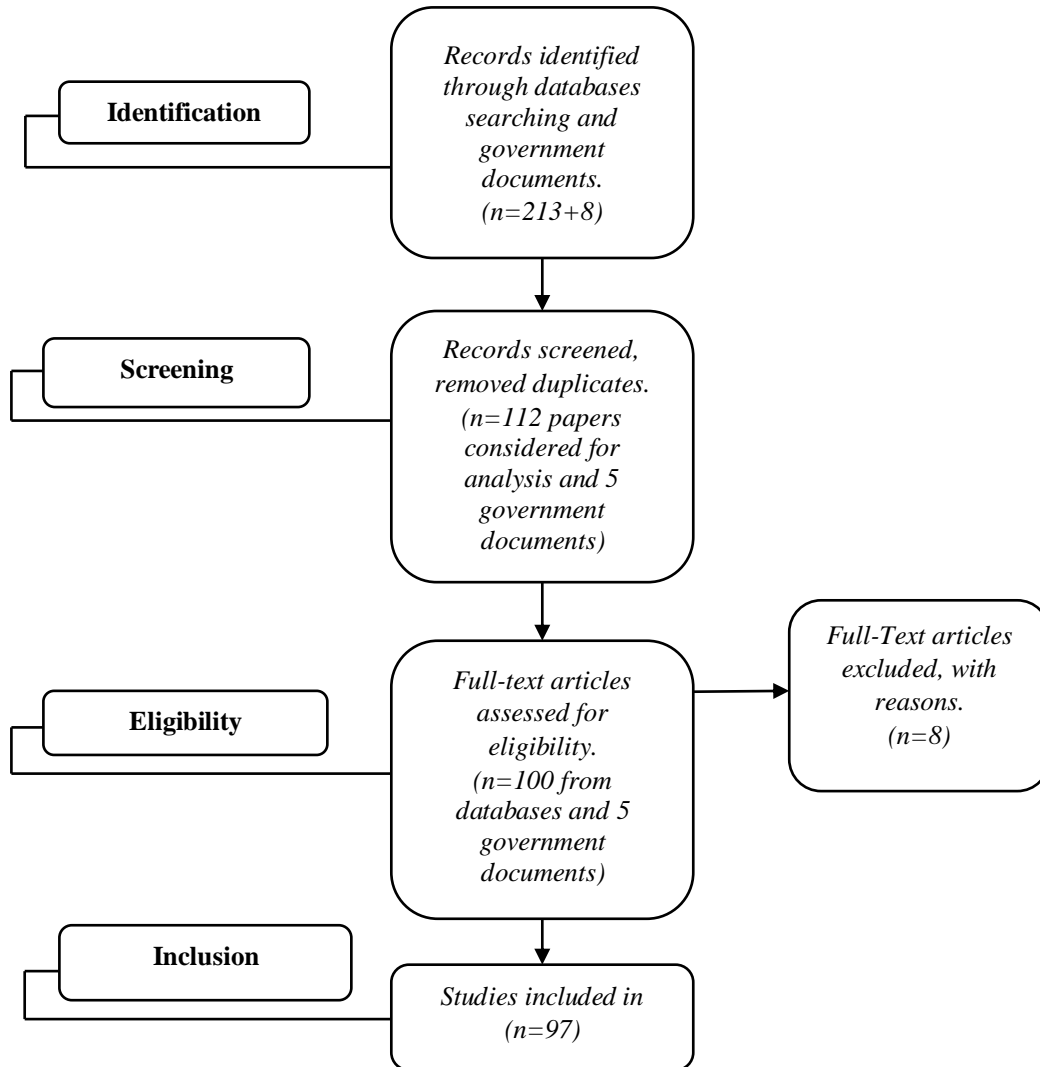 Identification
Records identified
through databases
searching and
government
documents.
(n=213+8)
Screening
Records screened,
removed duplicates.
(n=112 papers
considered for
analysis and 5
government
documents)
Eligibility
Full-text articles
assessed for
eligibility.
(n=100 from
databases and 5
government
documents)
Full-Text articles
excluded, with
reasons.
(n=8)
Inclusion
Studies included in
(n=97)